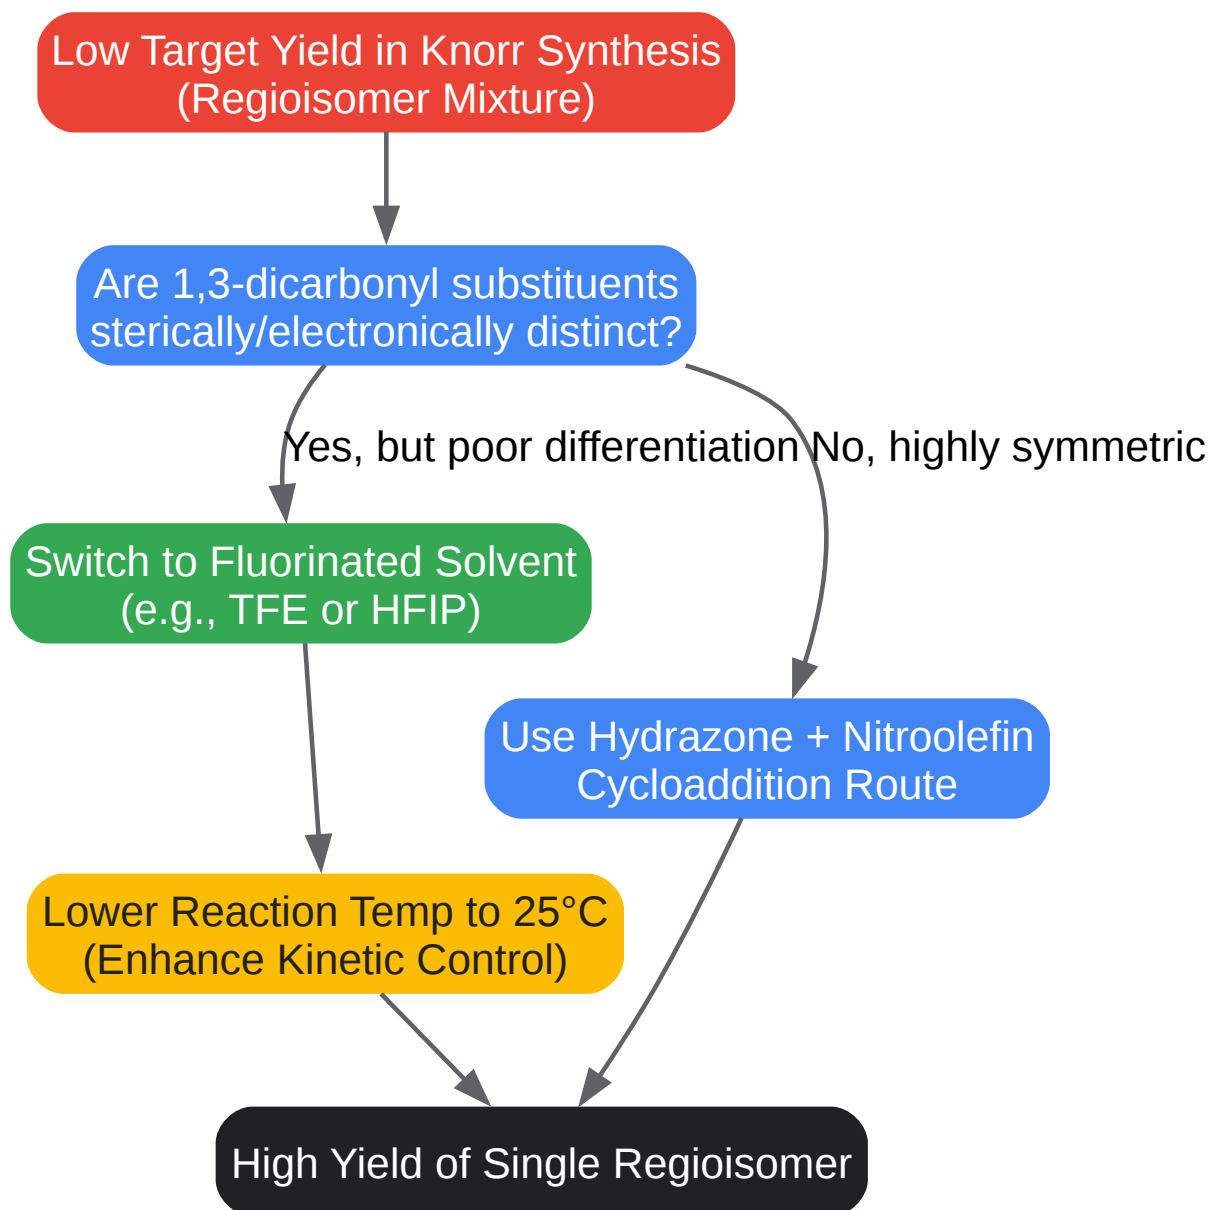 Low Target Yield in Knorr Synthesis
(Regioisomer Mixture)
Are 1,3-dicarbonyl substituents
sterically/electronically distinct?
Yes, but poor differentiation
No, highly symmetric
Switch to Fluorinated Solvent
(e.g., TFE or HFIP)
Use Hydrazone + Nitroolefin
Cycloaddition Route
Lower Reaction Temp to 25°C
(Enhance Kinetic Control)
High Yield of Single Regioisomer